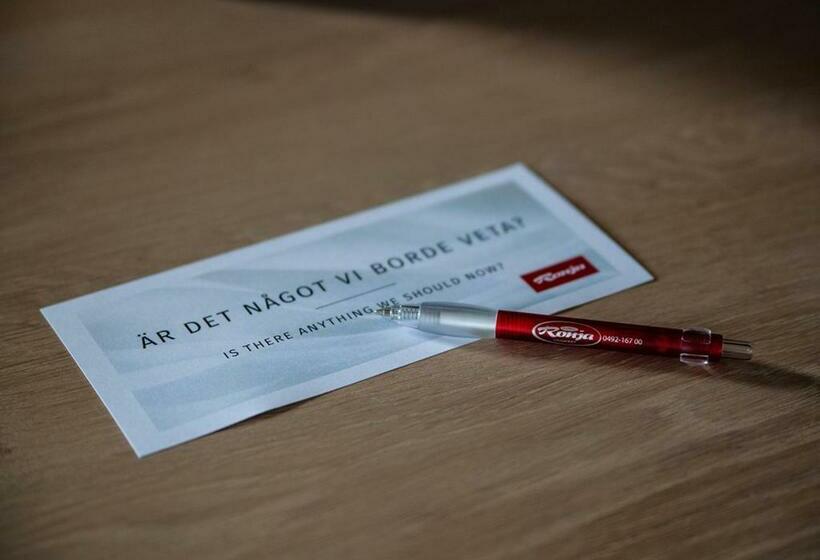 ÄR DET NÅGOT VI BORDE VETA?
IS THERE ANYTHING WE SHOULD NOW?
Ronja
Ronja 0492-167 00